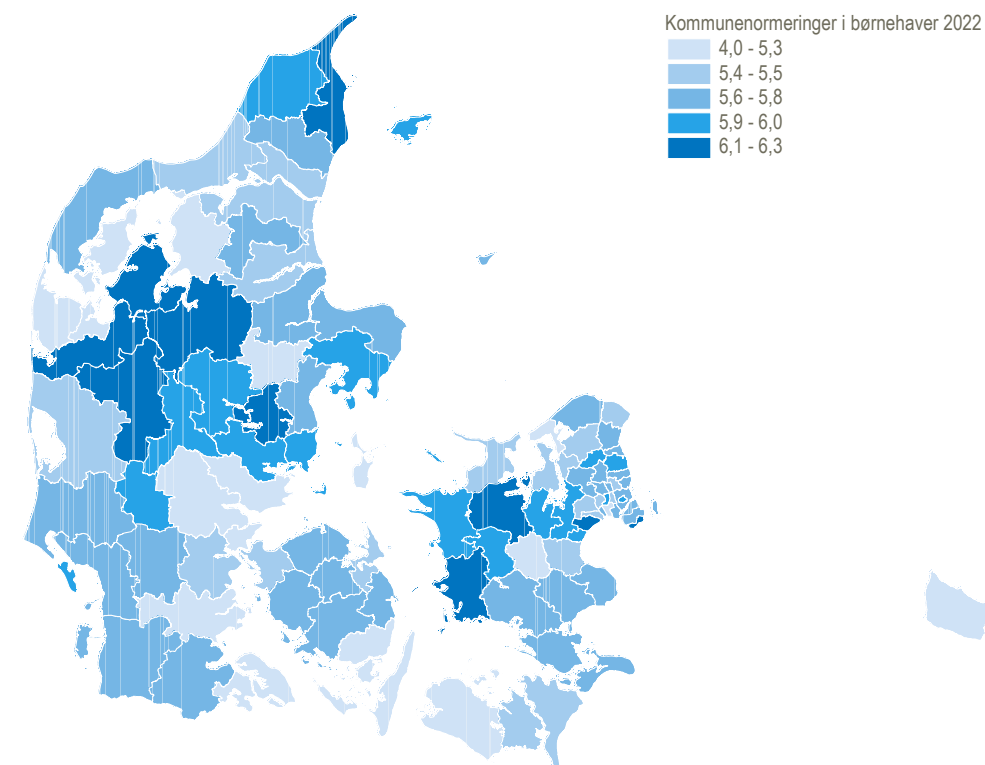 Kommunenormeringer i børnehaver 2022
4,0 - 5,3
5,4 - 5,5
5,6 - 5,8
5,9 - 6,0
6,1 - 6,3